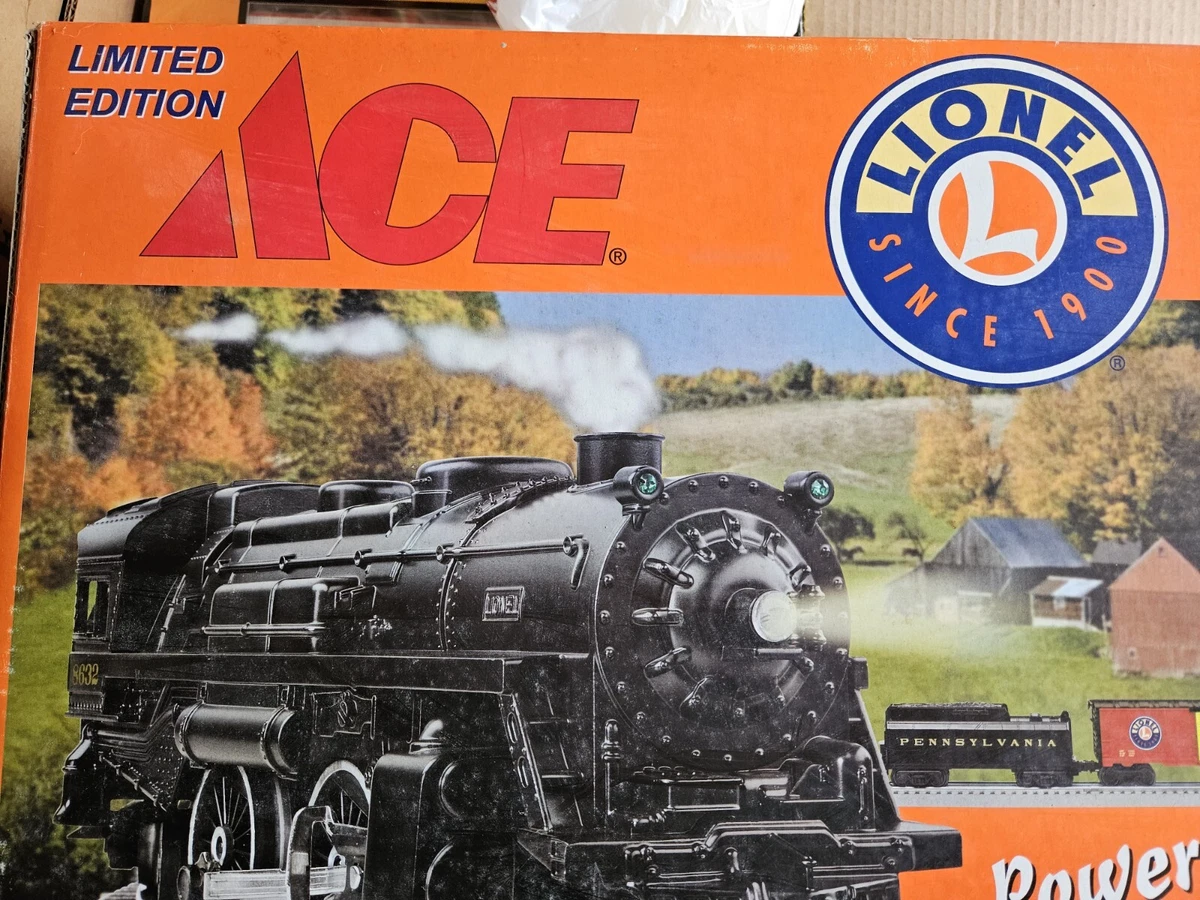 LIMITED
EDITION
ACE®
LIONEL
L
SINCE 1900
®
8632
PENNSYLVANIA
LIONEL
L
Power